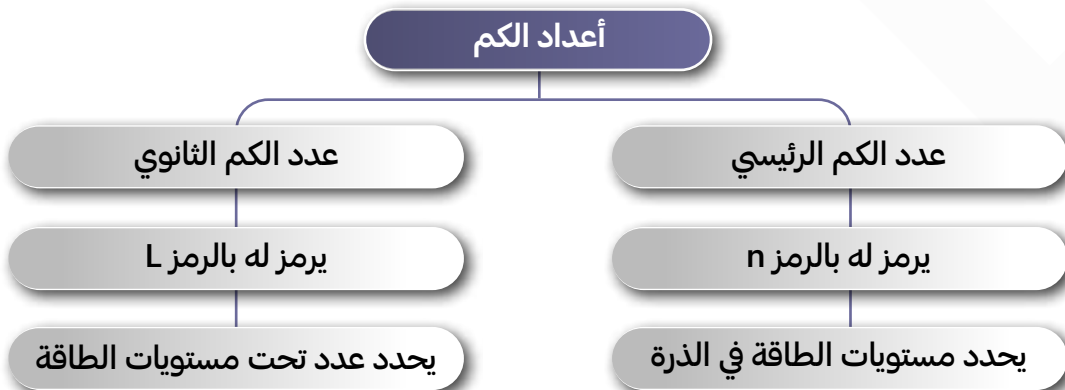 أعداد الكم
عدد الكم الرئيسي
عدد الكم الثانوي
يرمز له بالرمز n
يرمز له بالرمز L
يحدد مستويات الطاقة في الذرة
يحدد عدد تحت مستويات الطاقة